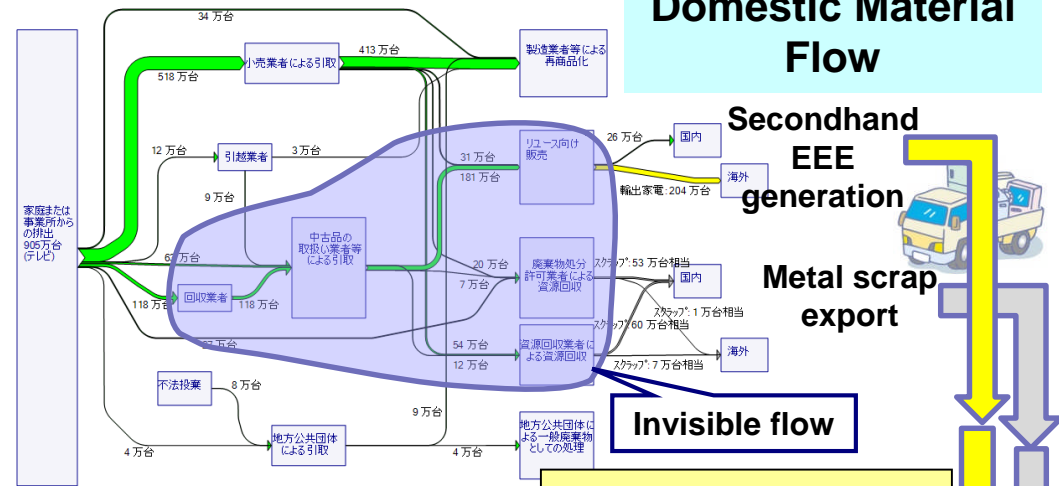 Domestic Material
Flow
34 万台
413 万台
518 万台
小売業者による引取
製造業者等による
再商品化
12 万台
引越業者
3 万台
9 万台
31 万台
181 万台
リユース向け
販売
26 万台
国内
輸出家電:204 万台
海外
Secondhand
EEE
generation
家庭または
事業所から
の排出
905万台
(テレビ)
中古品の
取扱い業者等
による引取
118 万台
回収業者
118 万台
20 万台
7 万台
廃棄物処分
許可業者による
資源回収
スクラップ:53 万台相当
国内
スクラップ:1 万台相当
スクラップ:60 万台相当
海外
スクラップ:7 万台相当
Metal scrap
export
54 万台
12 万台
資源回収業者に
よる資源回収
Invisible flow
不法投棄
8 万台
9 万台
地方公共団体
による引取
4 万台
4 万台
地方公共団体に
よる一般廃棄物
としての処理